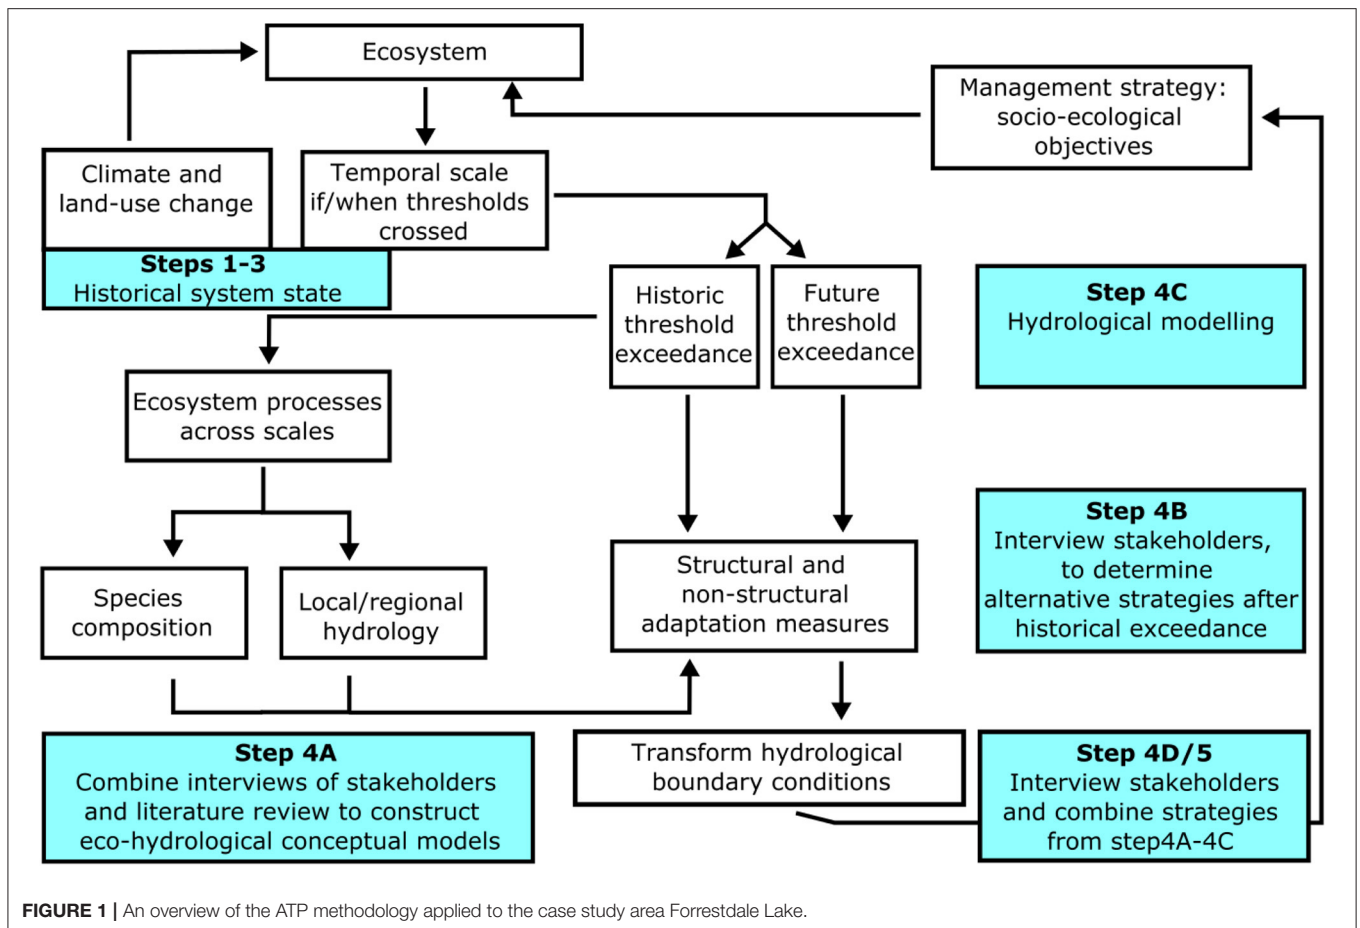 Ecosystem
Management strategy:
socio-ecological
objectives
Climate and
land-use change
Temporal scale
if/when thresholds
crossed
Steps 1-3
Historical system state
Historic
threshold
exceedance
Future
threshold
exceedance
Step 4C
Hydrological modelling
Ecosystem processes
across scales
Step 4B
Interview stakeholders,
to determine
alternative strategies after
historical exceedance
Species
composition
Local/regional
hydrology
Structural and
non-structural
adaptation measures
Step 4A
Combine interviews of stakeholders
and literature review to construct
eco-hydrological conceptual models
Transform hydrological
boundary conditions
Step 4D/5
Interview stakeholders
and combine strategies
from step4A-4C
FIGURE 1 | An overview of the ATP methodology applied to the case study area Forrestdale Lake.